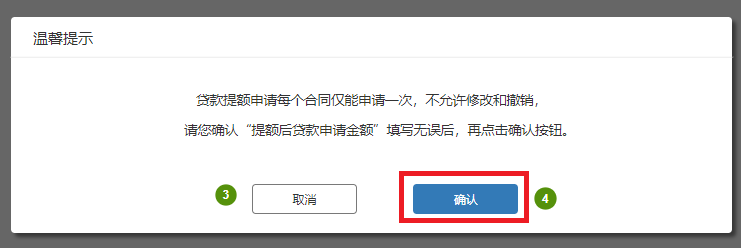 温馨提示
贷款提额申请每个合同仅能申请一次，不允许修改和撤销，
请您确认“提额后贷款申请金额”填写无误后，再点击确认按钮。
3 取消 确认 4